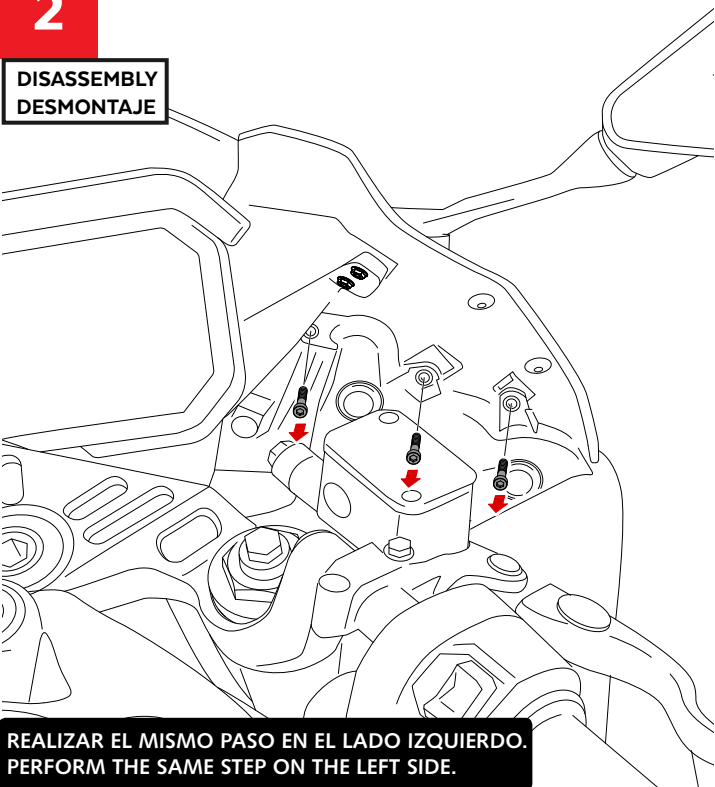 2
DISASSEMBLY
DESMONTAJE
REALIZAR EL MISMO PASO EN EL LADO IZQUIERDO.
PERFORM THE SAME STEP ON THE LEFT SIDE.